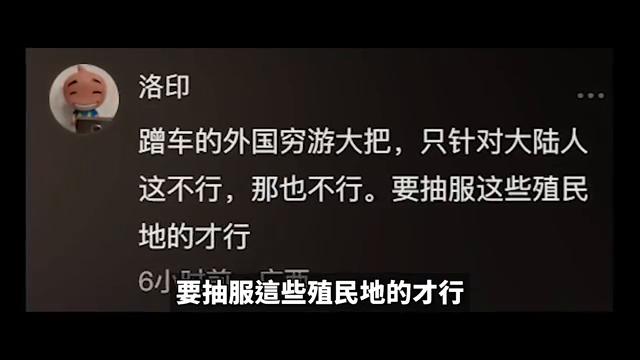 洛印
蹭车的外国穷游大把，只针对大陆人
这不行，那也不行。要抽服这些殖民
地的才行
6小时前
要抽服這些殖民地的才行